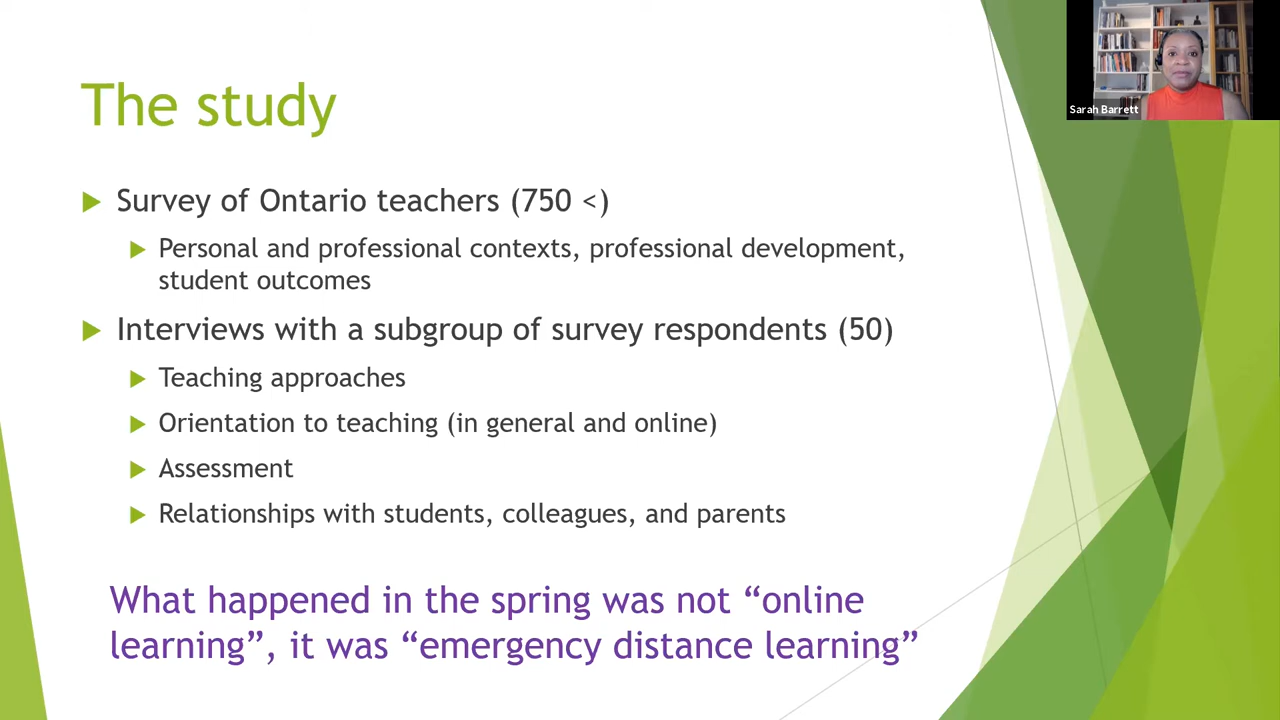 Sarah Barrett
The study
Survey of Ontario teachers (750 <)
Personal and professional contexts, professional development,
student outcomes
Interviews with a subgroup of survey respondents (50)
Teaching approaches
Orientation to teaching (in general and online)
Assessment
Relationships with students, colleagues, and parents
What happened in the spring was not “online
learning”, it was “emergency distance learning”